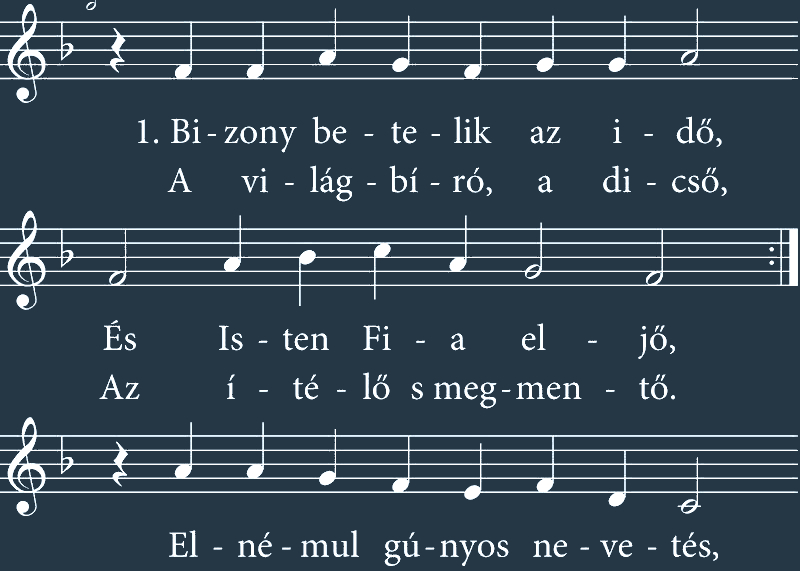 1. Bi - zony be - te - lik az i - dő,
A vi - lág - bí - ró, a di - cső,
És Is - ten Fi - a el - jő,
Az í - té - lő s meg - men - tő.
El - né - mul gú - nyos ne - ve - tés,